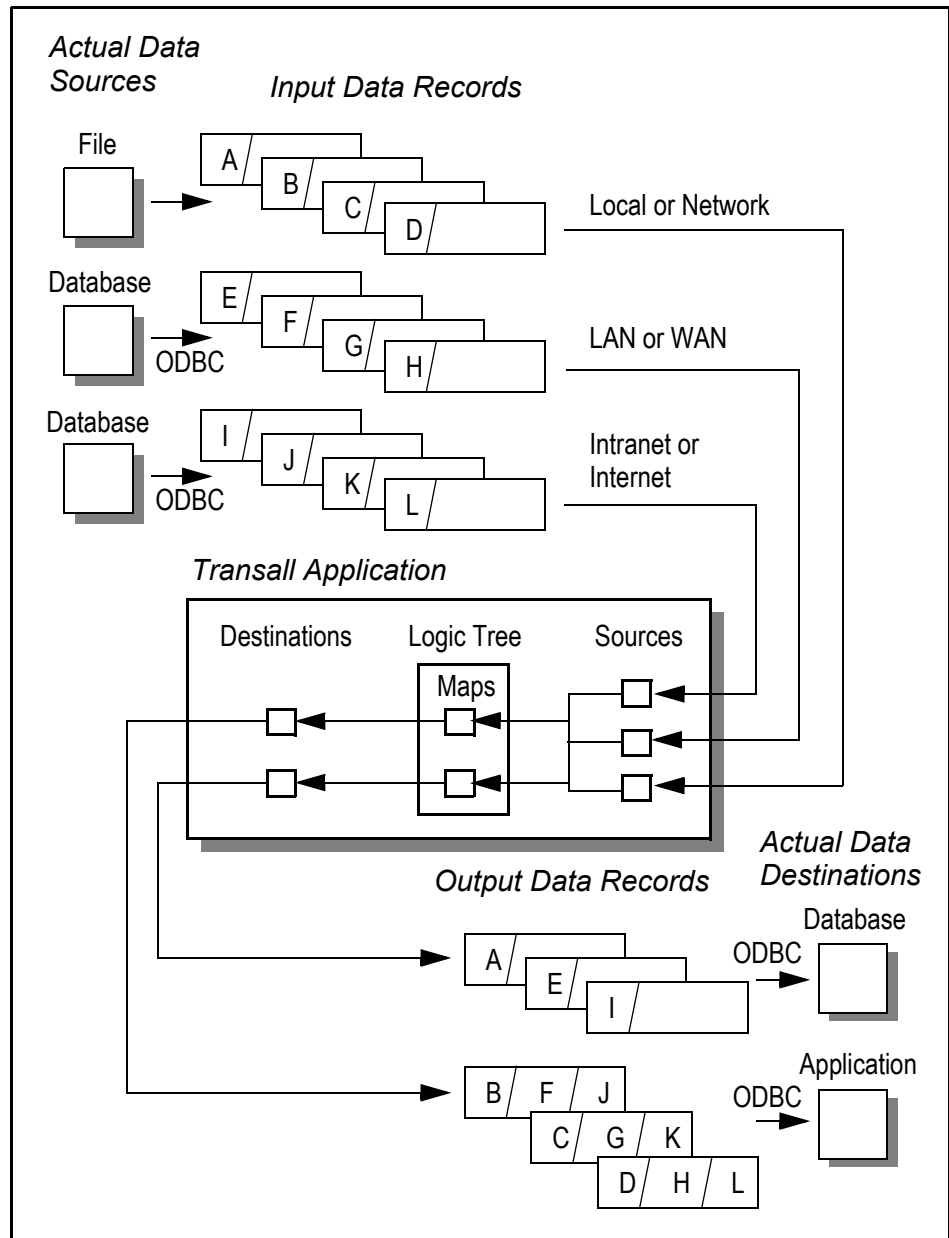 Actual Data
Sources
Input Data Records
File
A
B
C
D
Local or Network
Database
E
F
G
H
ODBC
LAN or WAN
Database
I
J
K
L
ODBC
Intranet or
Internet
Transall Application
Destinations
Logic Tree
Sources
Maps
Actual Data
Destinations
Output Data Records
Database
A
E
I
ODBC
Application
B F J
C G K
D H L
ODBC